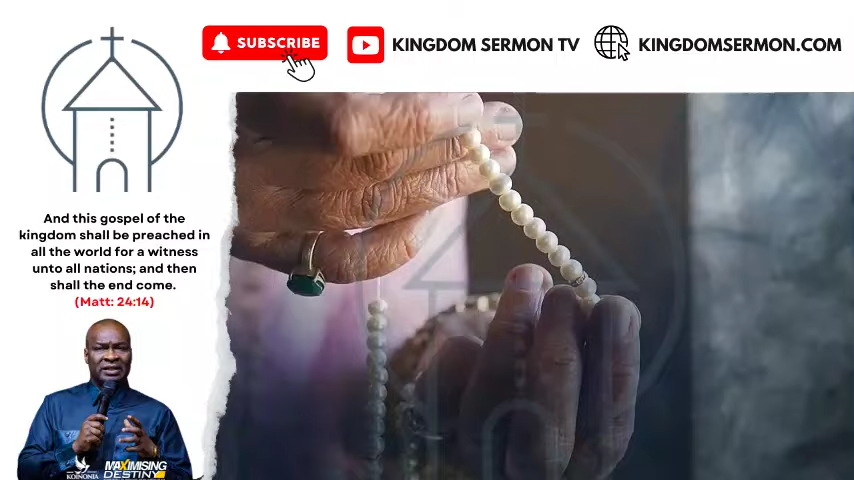 SUBSCRIBE
KINGDOM SERMON TV
KINGDOMSERMON.COM
And this gospel of the
kingdom shall be preached in
all the world for a witness
unto all nations; and then
shall the end come.
(Matt: 24:14)
KOINONIA
MAXIMISING
DESTINY